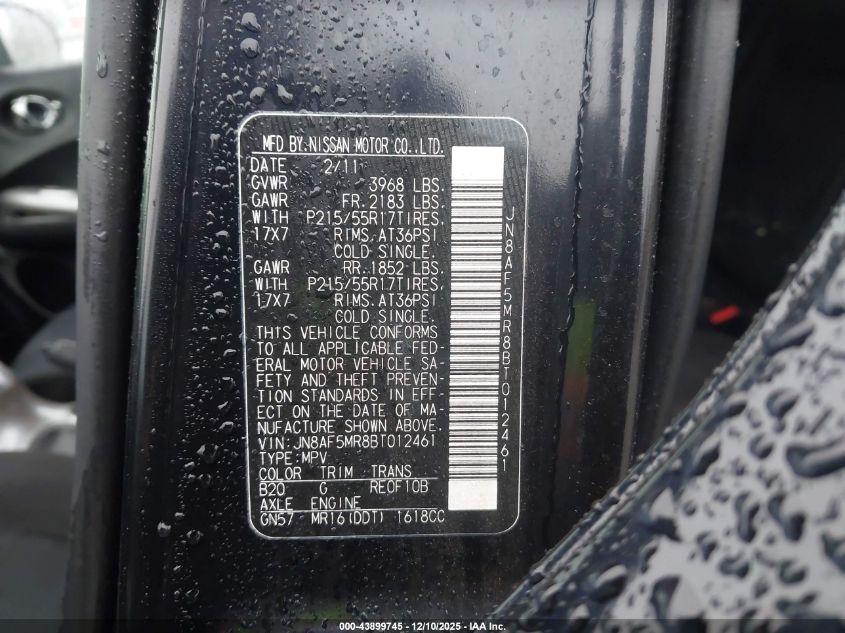 MFD BY.NISSAN MOTOR CO.,LTD.
DATE 2/11
GVWR 3968 LBS.
GAWR FR.2183 LBS.
WITH P215/55R17TIRES,
17X7 RIMS,AT36PSI
COLD SINGLE.
GAWR RR.1852 LBS.
WITH P215/55R17TIRES,
17X7 RIMS,AT36PSI
COLD SINGLE.
THIS VEHICLE CONFORMS
TO ALL APPLICABLE FED-
ERAL MOTOR VEHICLE SA-
FETY AND THEFT PREVEN-
TION STANDARDS IN EFF-
ECT ON THE DATE OF MA-
NUFACTURE SHOWN ABOVE.
VIN:JN8AF5MR8BT012461
TYPE:MPV
COLOR TRIM TRANS
B20 G RE0F10B
AXLE ENGINE
GN57 MR16(DDT) 1618CC
JN8AF5MR8BT012461
000-43899745 - 12/10/2025 - IAA Inc.